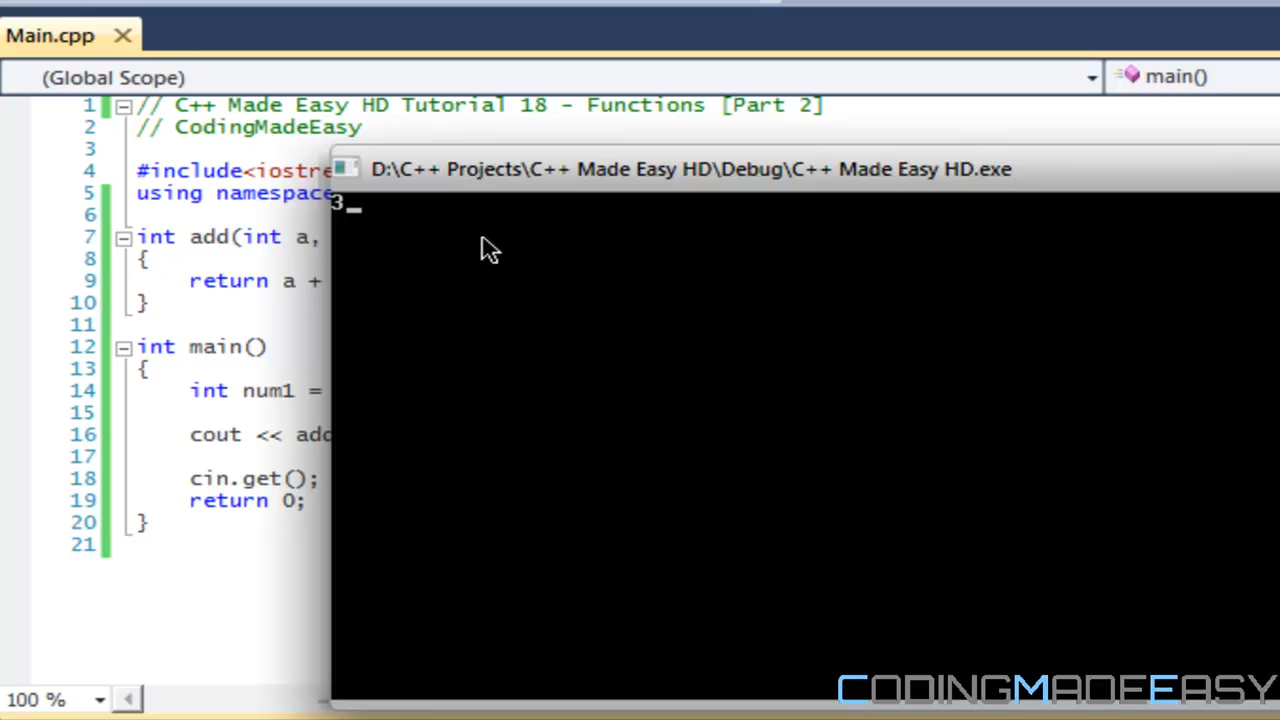 Main.cpp
(Global Scope)
main()
1 // C++ Made Easy HD Tutorial 18 - Functions [Part 2]
2 // CodingMadeEasy
3
4 #include<iostre
5 using namespace
6
7 int add(int a,
8 {
9 return a +
10 }
11
12 int main()
13 {
14 int num1 =
15
16 cout << add
17
18 cin.get();
19 return 0;
20 }
21
D:\C++ Projects\C++ Made Easy HD\Debug\C++ Made Easy HD.exe
3_
100 %
CODINGMADEEASY